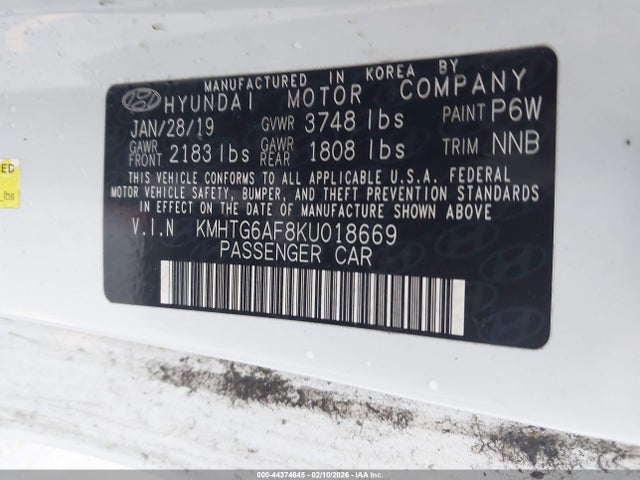 MANUFACTURED IN KOREA BY
HYUNDAI MOTOR COMPANY
JAN/28/19 GVWR 3748 lbs PAINT P6W
GAWR FRONT 2183 lbs GAWR REAR 1808 lbs TRIM NNB
THIS VEHICLE CONFORMS TO ALL APPLICABLE U.S.A. FEDERAL
MOTOR VEHICLE SAFETY, BUMPER, AND THEFT PREVENTION STANDARDS
IN EFFECT ON THE DATE OF MANUFACTURE SHOWN ABOVE.
V.I.N KMHTG6AF8KU018669
PASSENGER CAR
ED
lbs
000-44374645 - 02/10/2026 - IAA Inc.